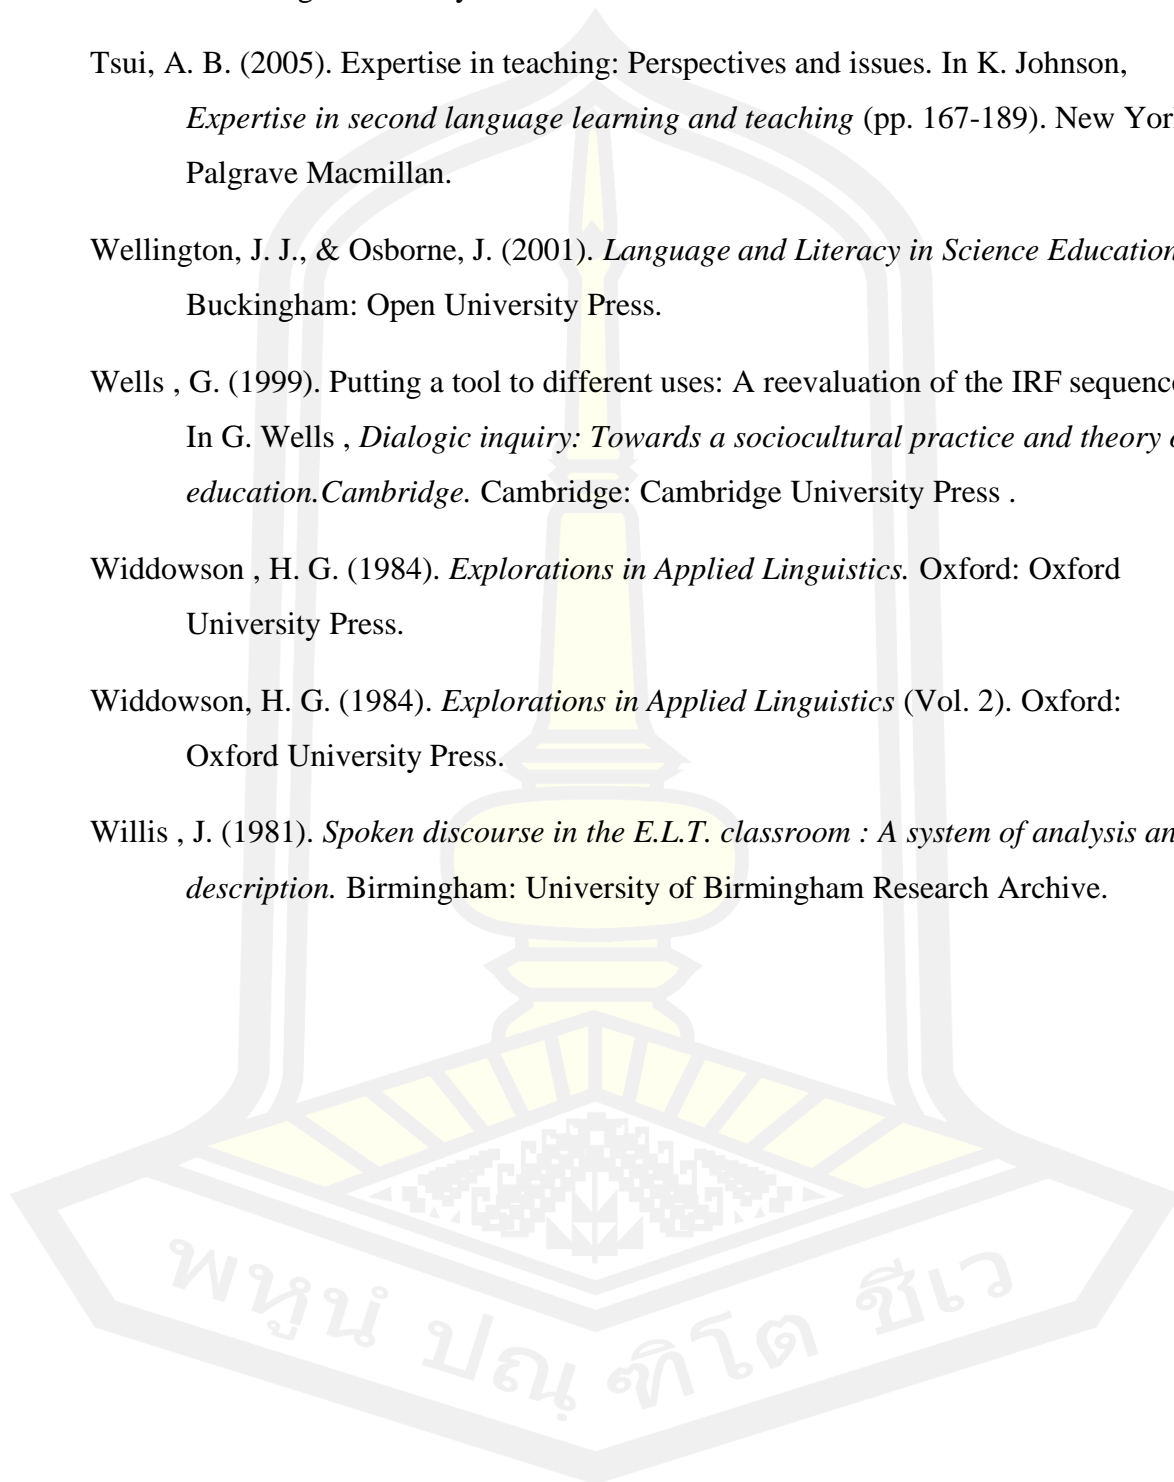 Tsui, A. B. (2005). Expertise in teaching: Perspectives and issues. In K. Johnson,
Expertise in second language learning and teaching (pp. 167-189). New
Palgrave Macmillan.
Wellington, J. J., & Osborne, J. (2001). Language and Literacy in Science Education
Buckingham: Open University Press.
Wells , G. (1999). Putting a tool to different uses: A reevaluation of the IRF sequence
In G. Wells , Dialogic inquiry: Towards a sociocultural practice and theory
education.Cambridge. Cambridge: Cambridge University Press .
Widdowson , H. G. (1984). Explorations in Applied Linguistics. Oxford: Oxford
University Press.
Widdowson, H. G. (1984). Explorations in Applied Linguistics (Vol. 2). Oxford:
Oxford University Press.
Willis , J. (1981). Spoken discourse in the E.L.T. classroom : A system of analysis
description. Birmingham: University of Birmingham Research Archive.
พหูนํ ปณฺฑิโต ชีเว